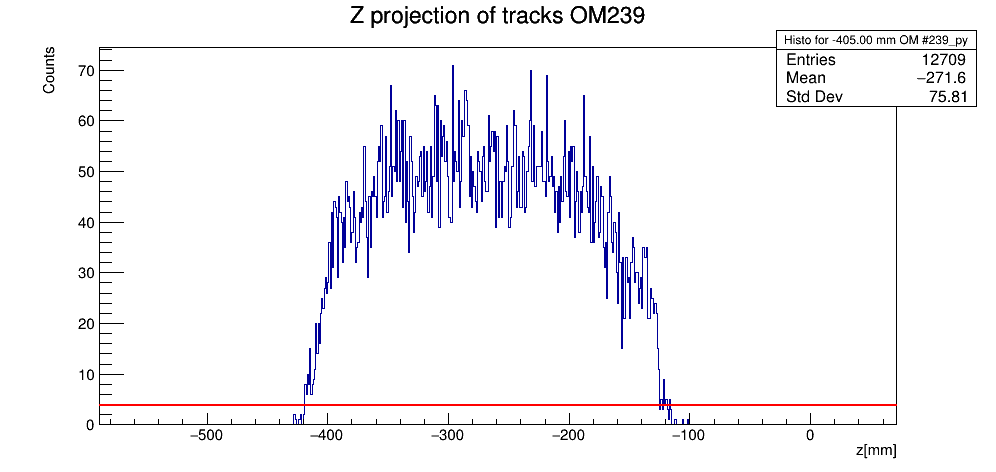 Z projection of tracks OM239
Histo for -405.00 mm OM #239_py
Entries 12709
Mean −271.6
Std Dev 75.81
Counts
70
60
50
40
30
20
10
0
−500 −400 −300 −200 −100 0
z[mm]